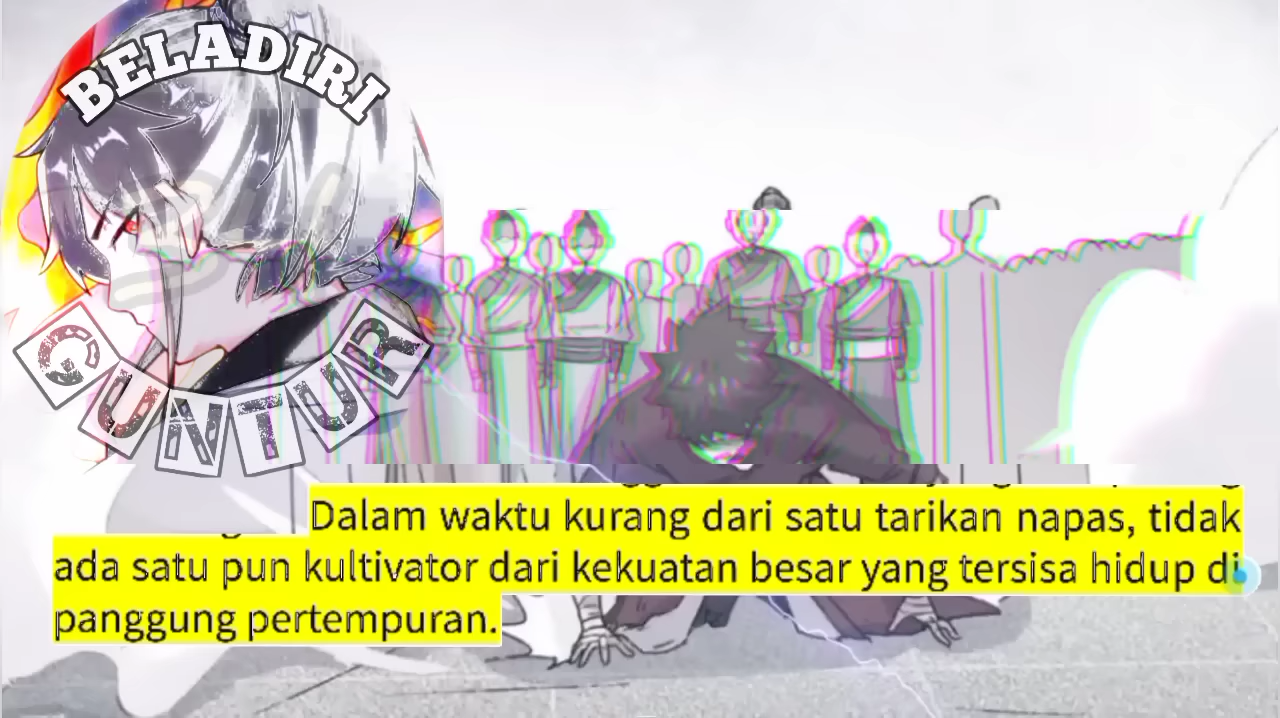 BELADIRI
GUNTUR
Dalam waktu kurang dari satu tarikan napas, tidak
ada satu pun kultivator dari kekuatan besar yang tersisa hidup di
panggung pertempuran.